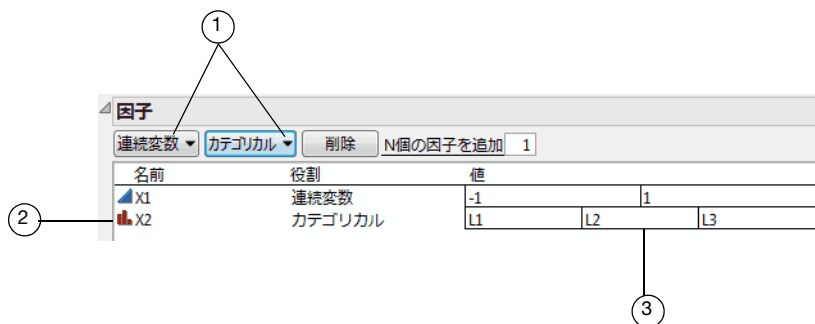 1
因子
連続変数 カテゴリカル 削除 N個の因子を追加 1
名前 役割 値
X1 連続変数 -1 1
X2 カテゴリカル L1 L2 L3
2
3